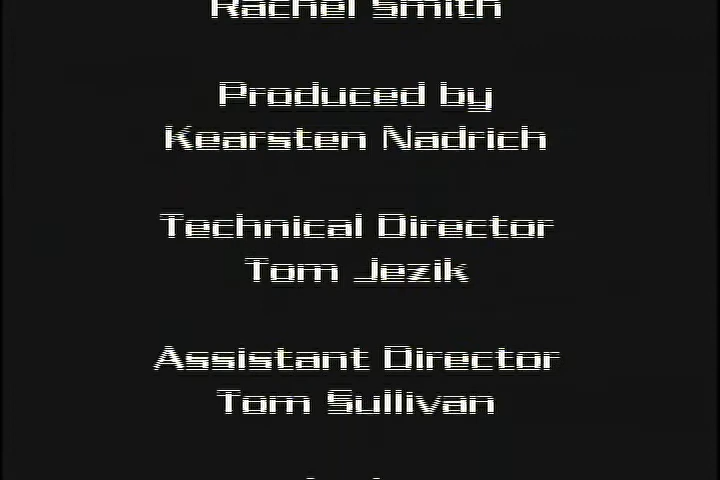 Rachel Smith
Produced by
Kearsten Nadrich
Technical Director
Tom Jezik
Assistant Director
Tom Sullivan